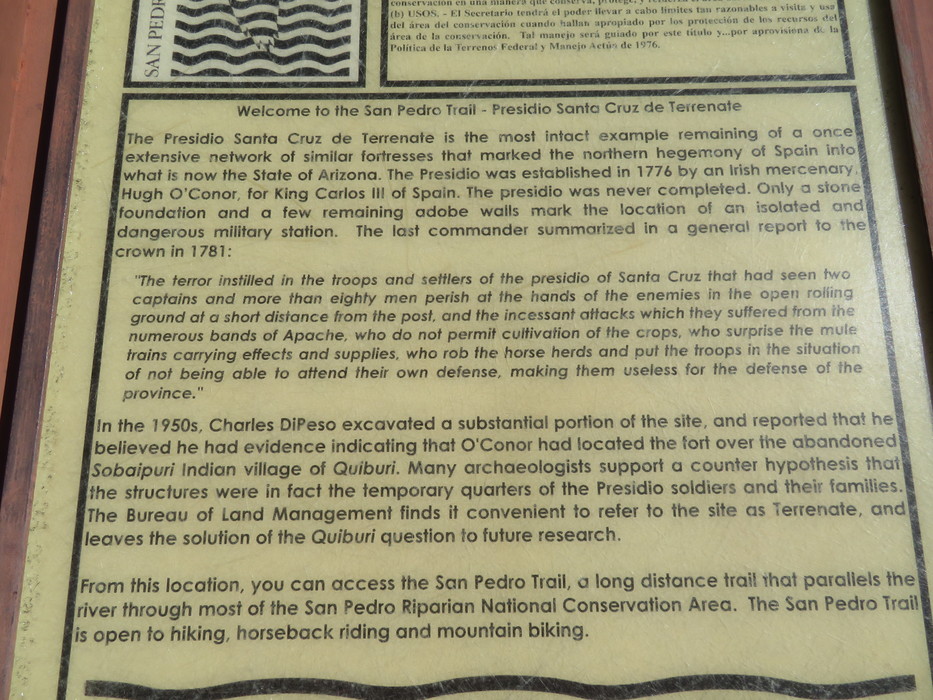 SAN PEDR
conservación en una manera que conserva, protege, y
(b) USOS. - El Secretario tendrá el poder llevar a cabo limites tan razonables a visita y usa
del área del conservación cuando hallan apropiado por los protección de los recursos del
área de la conservación. Tal manejo será guiado por este título y...por aprovisiona de la
Política de la Terrenos Federal y Manejo Actús de 1976.
Welcome to the San Pedro Trail - Presidio Santa Cruz de Terrenate
The Presidio Santa Cruz de Terrenate is the most intact example remaining of a once
extensive network of similar fortresses that marked the northern hegemony of Spain into
what is now the State of Arizona. The Presidio was established in 1776 by an Irish mercenary,
Hugh O'Conor, for King Carlos III of Spain. The presidio was never completed. Only a stone
foundation and a few remaining adobe walls mark the location of an isolated and
dangerous military station. The last commander summarized in a general report to the
crown in 1781:
"The terror instilled in the troops and settlers of the presidio of Santa Cruz that had seen two
captains and more than eighty men perish at the hands of the enemies in the open rolling
ground at a short distance from the post, and the incessant attacks which they suffered from the
numerous bands of Apache, who do not permit cultivation of the crops, who surprise the mule
trains carrying effects and supplies, who rob the horse herds and put the troops in the situation
of not being able to attend their own defense, making them useless for the defense of the
province."
In the 1950s, Charles DiPeso excavated a substantial portion of the site, and reported that he
believed he had evidence indicating that O'Conor had located the fort over the abandoned
Sobaipuri Indian village of Quiburi. Many archaeologists support a counter hypothesis that
the structures were in fact the temporary quarters of the Presidio soldiers and their families.
The Bureau of Land Management finds it convenient to refer to the site as Terrenate, and
leaves the solution of the Quiburi question to future research.
From this location, you can access the San Pedro Trail, a long distance trail that parallels the
river through most of the San Pedro Riparian National Conservation Area. The San Pedro Trail
is open to hiking, horseback riding and mountain biking.